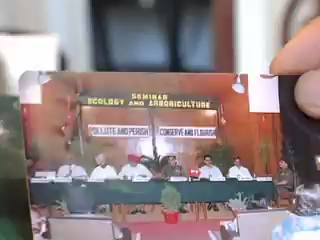 SEMINAR
ECOLOGY AND ARBORICULTURE
POLLUTE AND PERISH
CONSERVE AND FLOURISH